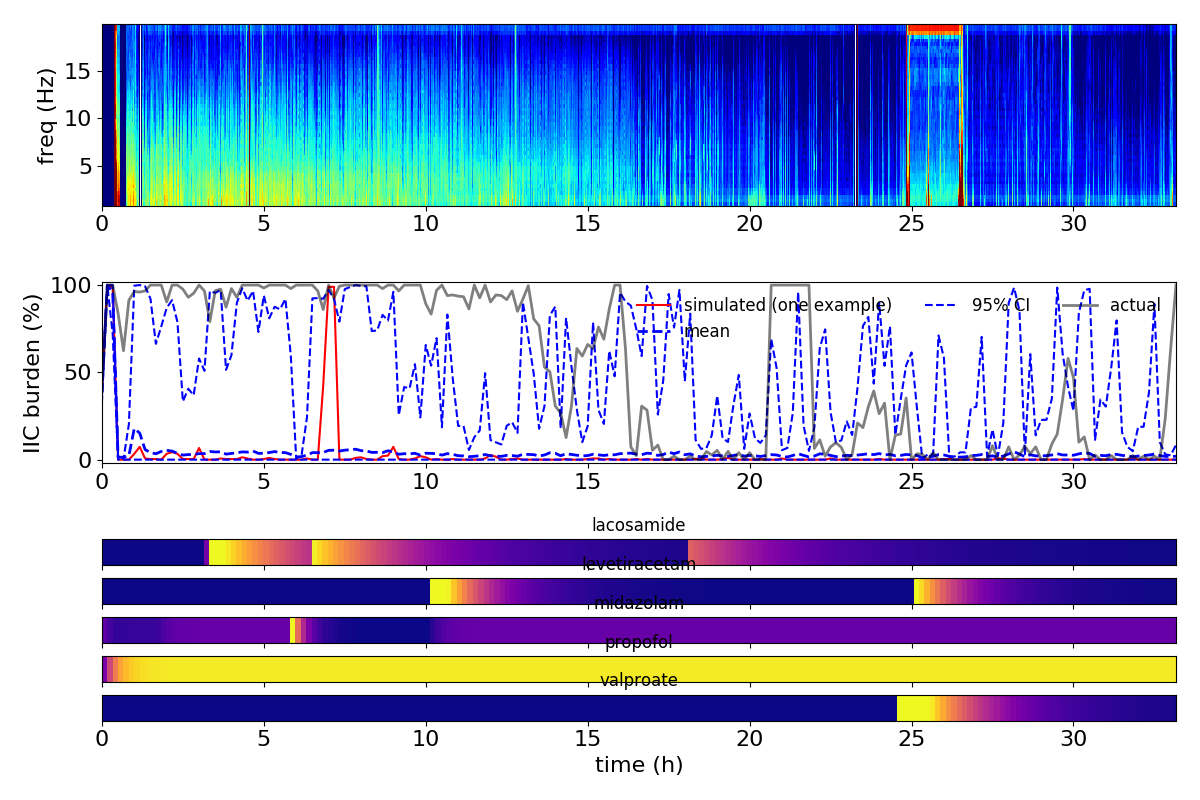 freq (Hz)
15
10
5
0 5 10 15 20 25 30
IIC burden (%)
100
50
0
simulated (one example) 95% CI actual
mean
0 5 10 15 20 25 30
lacosamide
levetiracetam
midazolam
propofol
valproate
0 5 10 15 20 25 30
time (h)